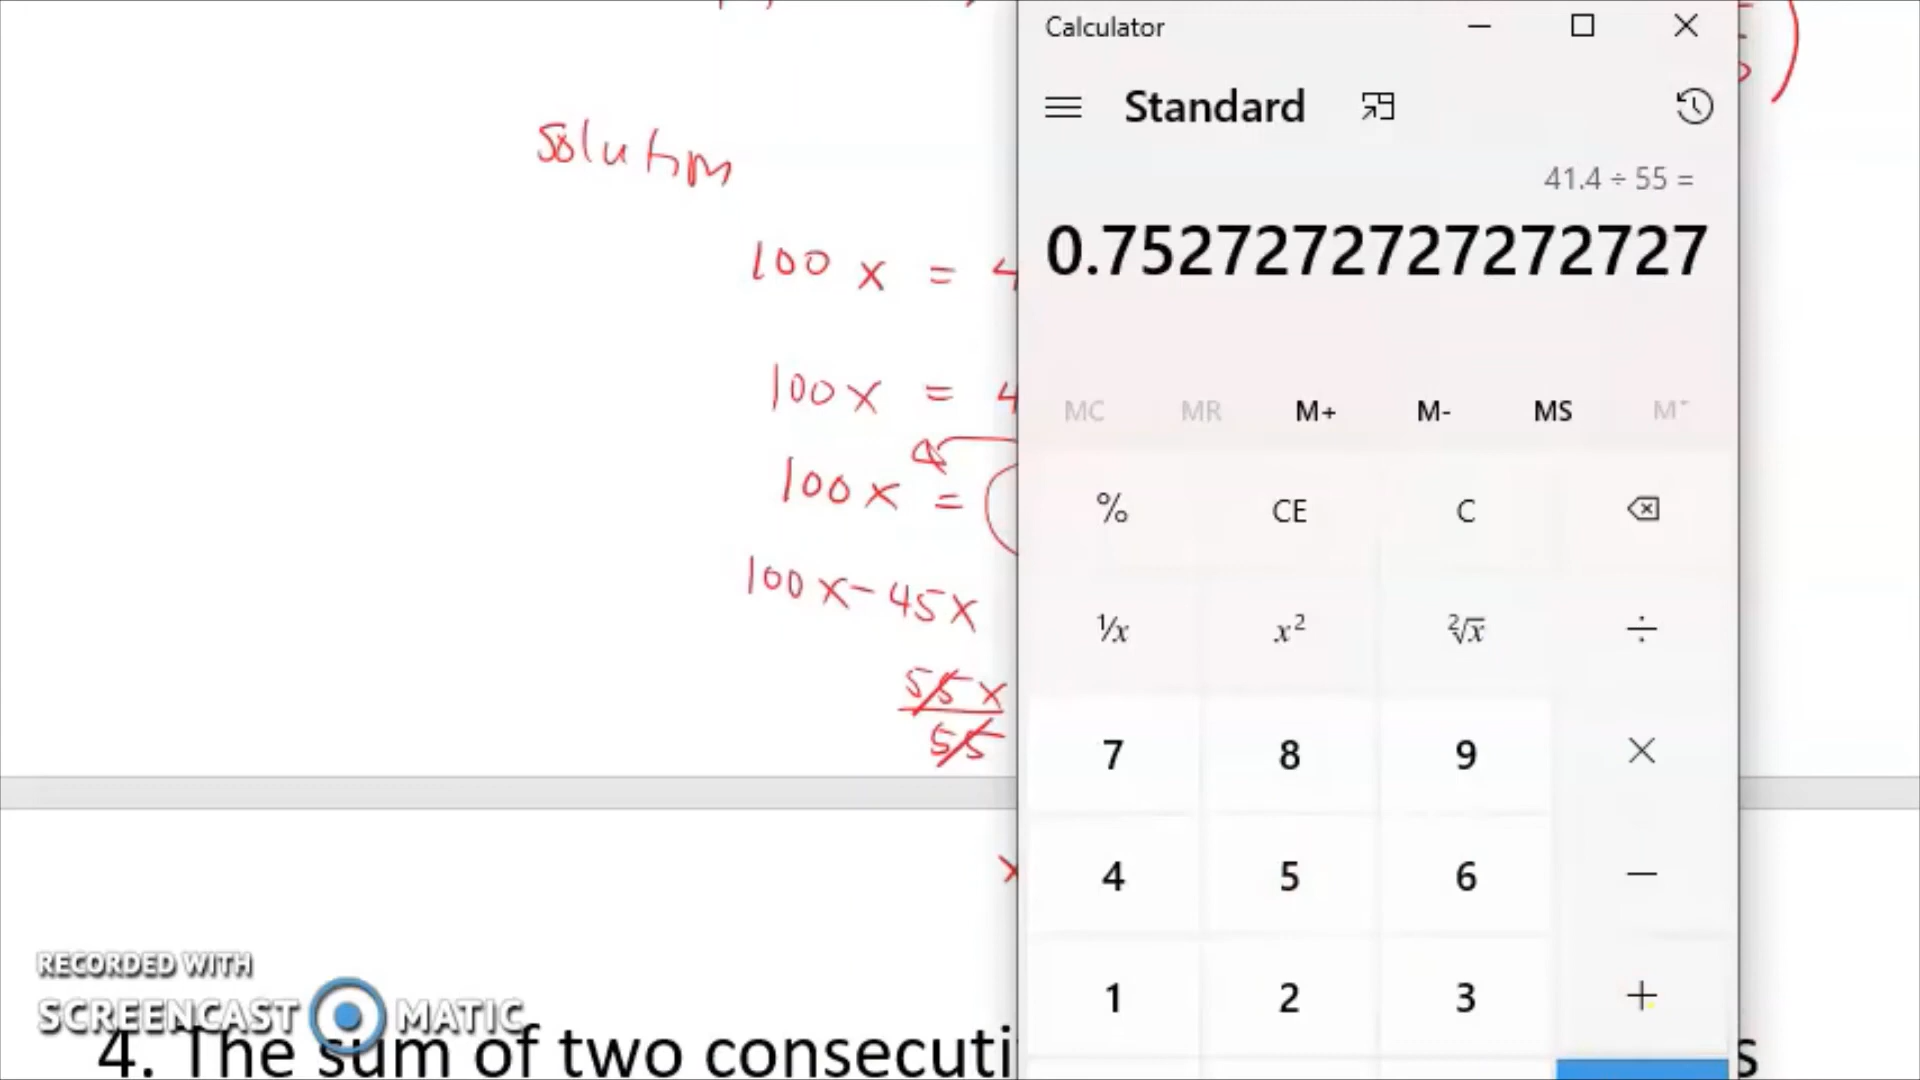 Calculator
Standard
41.4 ÷ 55 =
0.7527272727272727
MC MR M+ M- MS
% CE C
¹/x x² ²√x ÷
7 8 9 ×
4 5 6 −
1 2 3 +
Solution
100 x = 4
100x = 4
100x =
100x - 45x
55x
55
x
RECORDED WITH
SCREENCAST MATIC
4. The sum of two consecuti s